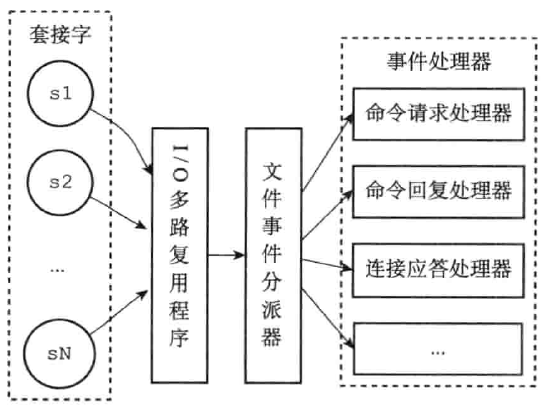 套接字
s1
s2
...
sN
I/O多路复用程序
文件事件分派器
事件处理器
命令请求处理器
命令回复处理器
连接应答处理器
...